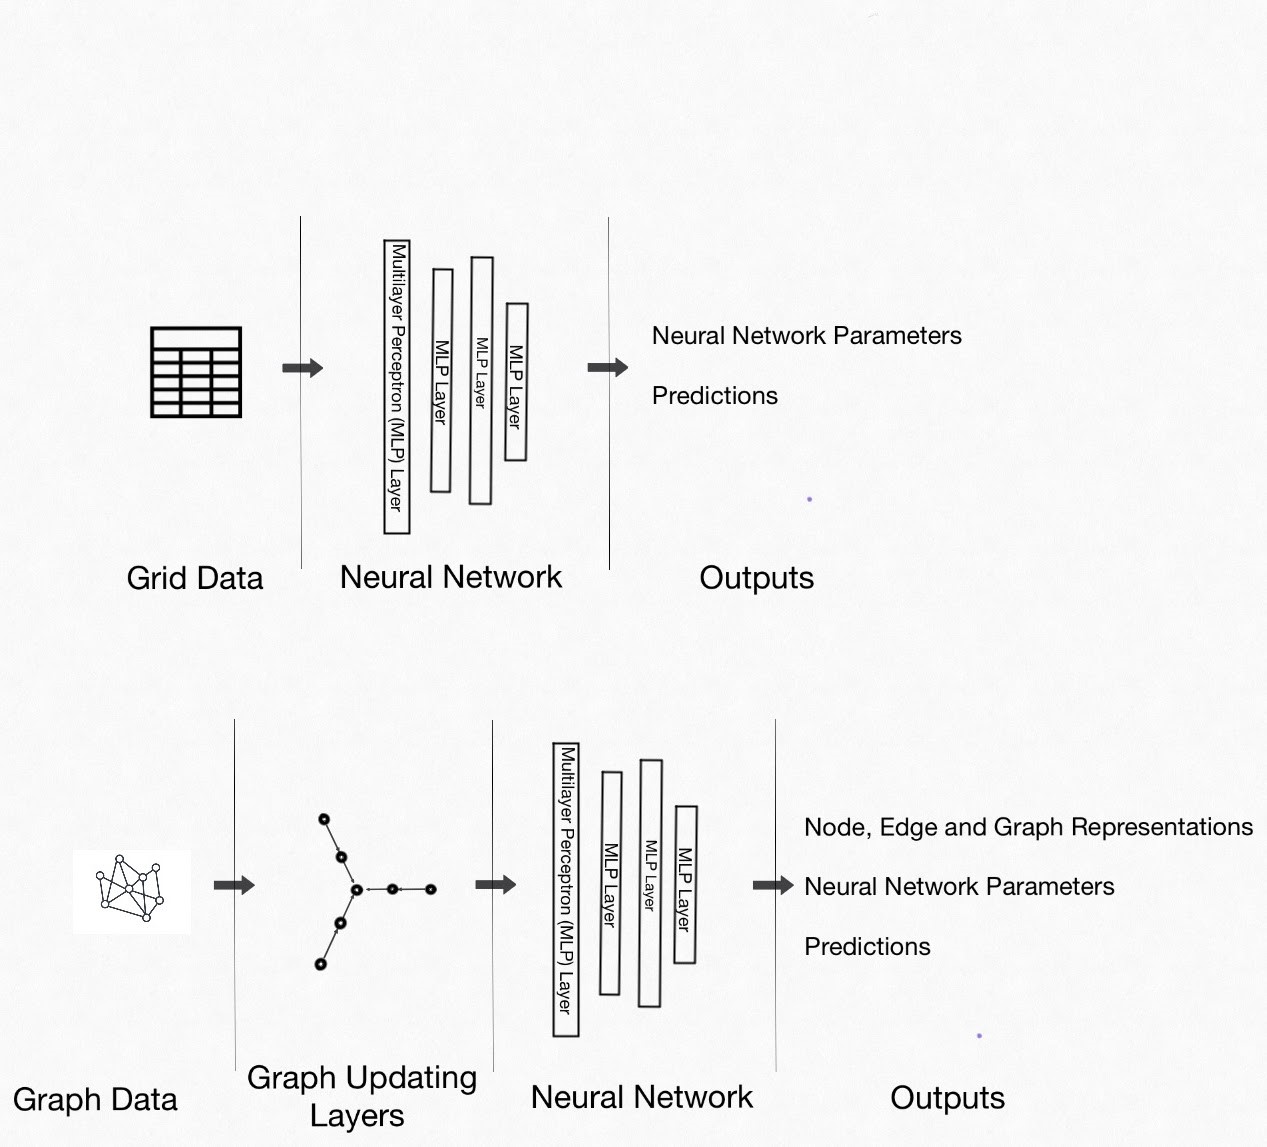 Multilayer Perceptron (MLP) Layer
MLP Layer
MLP Layer
MLP Layer
Neural Network Parameters
Predictions
Grid Data
Neural Network
Outputs
Multilayer Perceptron (MLP) Layer
MLP Layer
MLP Layer
MLP Layer
Node, Edge and Graph Representations
Neural Network Parameters
Predictions
Graph Data
Graph Updating
Layers
Neural Network
Outputs